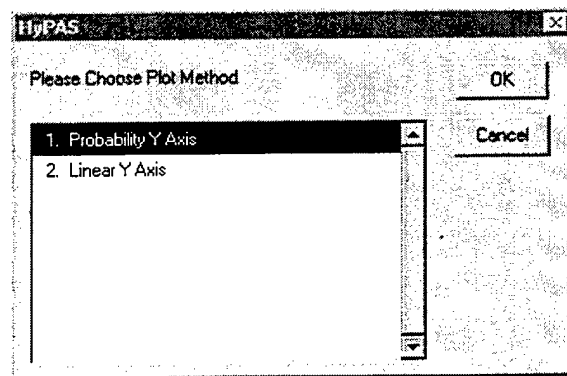 HyPAS
Please Choose Plot Method
OK
1. Probability Y Axis
Cancel
2. Linear Y Axis